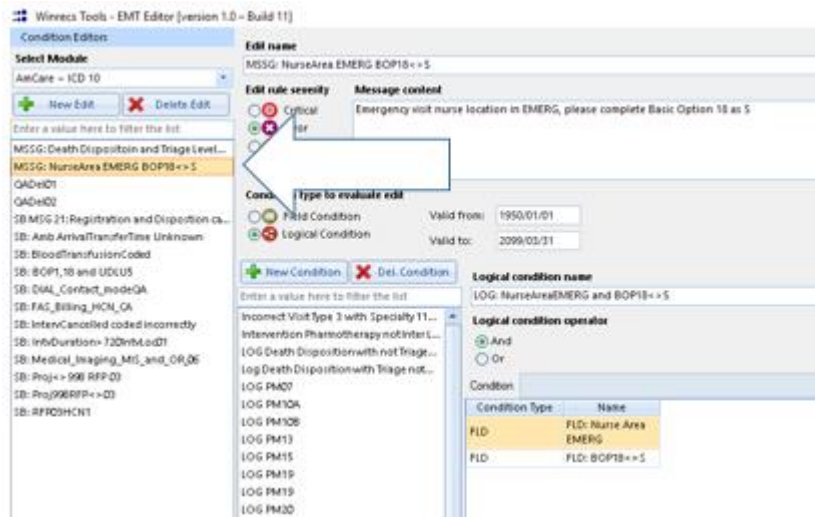 Winrecs Tools - EMT Editor [version 1.0 - Build 11]
Condition Editors
Select Module
AmCare - ICD 10
New Edit
Delete Edit
Enter a value here to filter the list
MSSG: Death Dispositoin and Triage Level...
MSSG: NurseArea EMERG BOP18<>S
QADel01
QADel02
SB MSG 21: Registration and Dispostion ca...
SB: Amb ArrivalTransferTime Unknown
SB: BloodTransfusionCoded
SB: BOP1,18 and UDLUS
SB: DIAL_Contact_modeQA
SB: FAS_Billing_HCN_CA
SB: IntervCancelled coded incorrectly
SB: IntvDuration> 720IntvLod01
SB: Medical_Imaging_MIS_and_OR_06
SB: Proj<> 998 RFP 03
SB: Proj998RFP<>03
SB: RFP03HCN1
Edit name
MSSG: NurseArea EMERG BOP18<>S
Edit rule severity
Message content
Critical
Emergency visit nurse location in EMERG, please complete Basic Option 18 as S
type to evaluate edit
Field Condition
Logical Condition
Valid from:
1950/01/01
Valid to:
2099/03/31
New Condition
Del. Condition
Enter a value here to filter the list
Incorrect Visit Type 3 with Specialty 11...
Intervention Pharmotherapy not Inter L...
LOG Death Disposition with not Triage...
Log Death Disposition with Triage not...
LOG PM07
LOG PM10A
LOG PM10B
LOG PM13
LOG PM15
LOG PM19
LOG PM19
LOG PM20
Logical condition name
LOG: NurseAreaEMERG and BOP18<>S
Logical condition operator
And
Or
Condition
Condition Type
Name
FLD
FLD: Nurse Area
EMERG
FLD
FLD: BOP18<>S